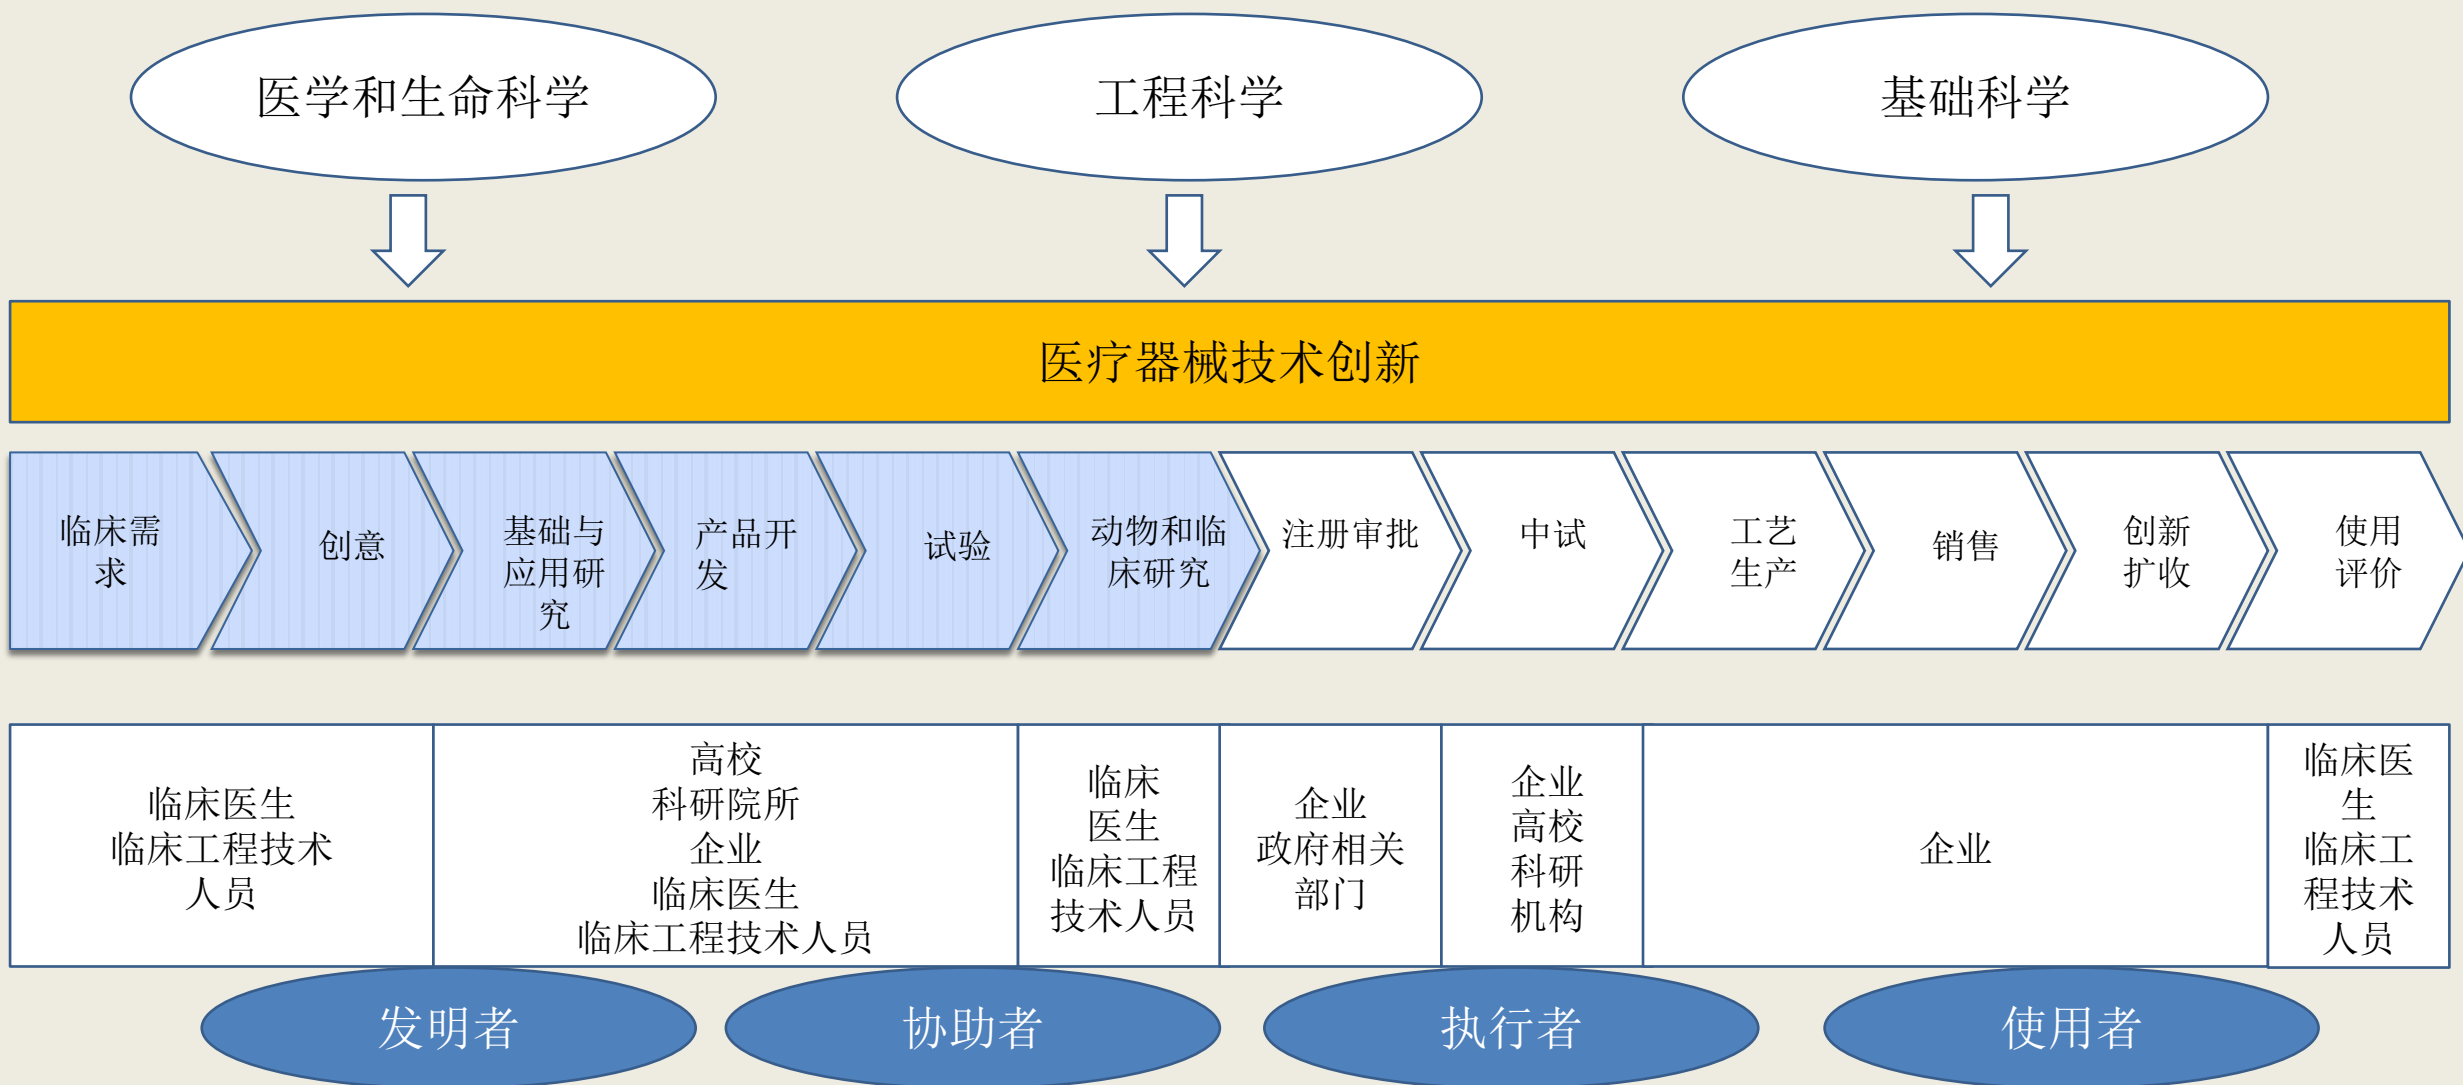 医学和生命科学
工程科学
基础科学
医疗器械技术创新
临床需
求
创意
基础与
应用研
究
产品开
发
试验
动物和临
床研究
注册审批
中试
工艺
生产
销售
创新
扩收
使用
评价
临床医生
临床工程技术
人员
高校
科研院所
企业
临床医生
临床工程技术人员
临床
医生
临床工程
技术人员
企业
政府相关
部门
企业
高校
科研
机构
企业
临床医
生
临床工
程技术
人员
发明者
协助者
执行者
使用者